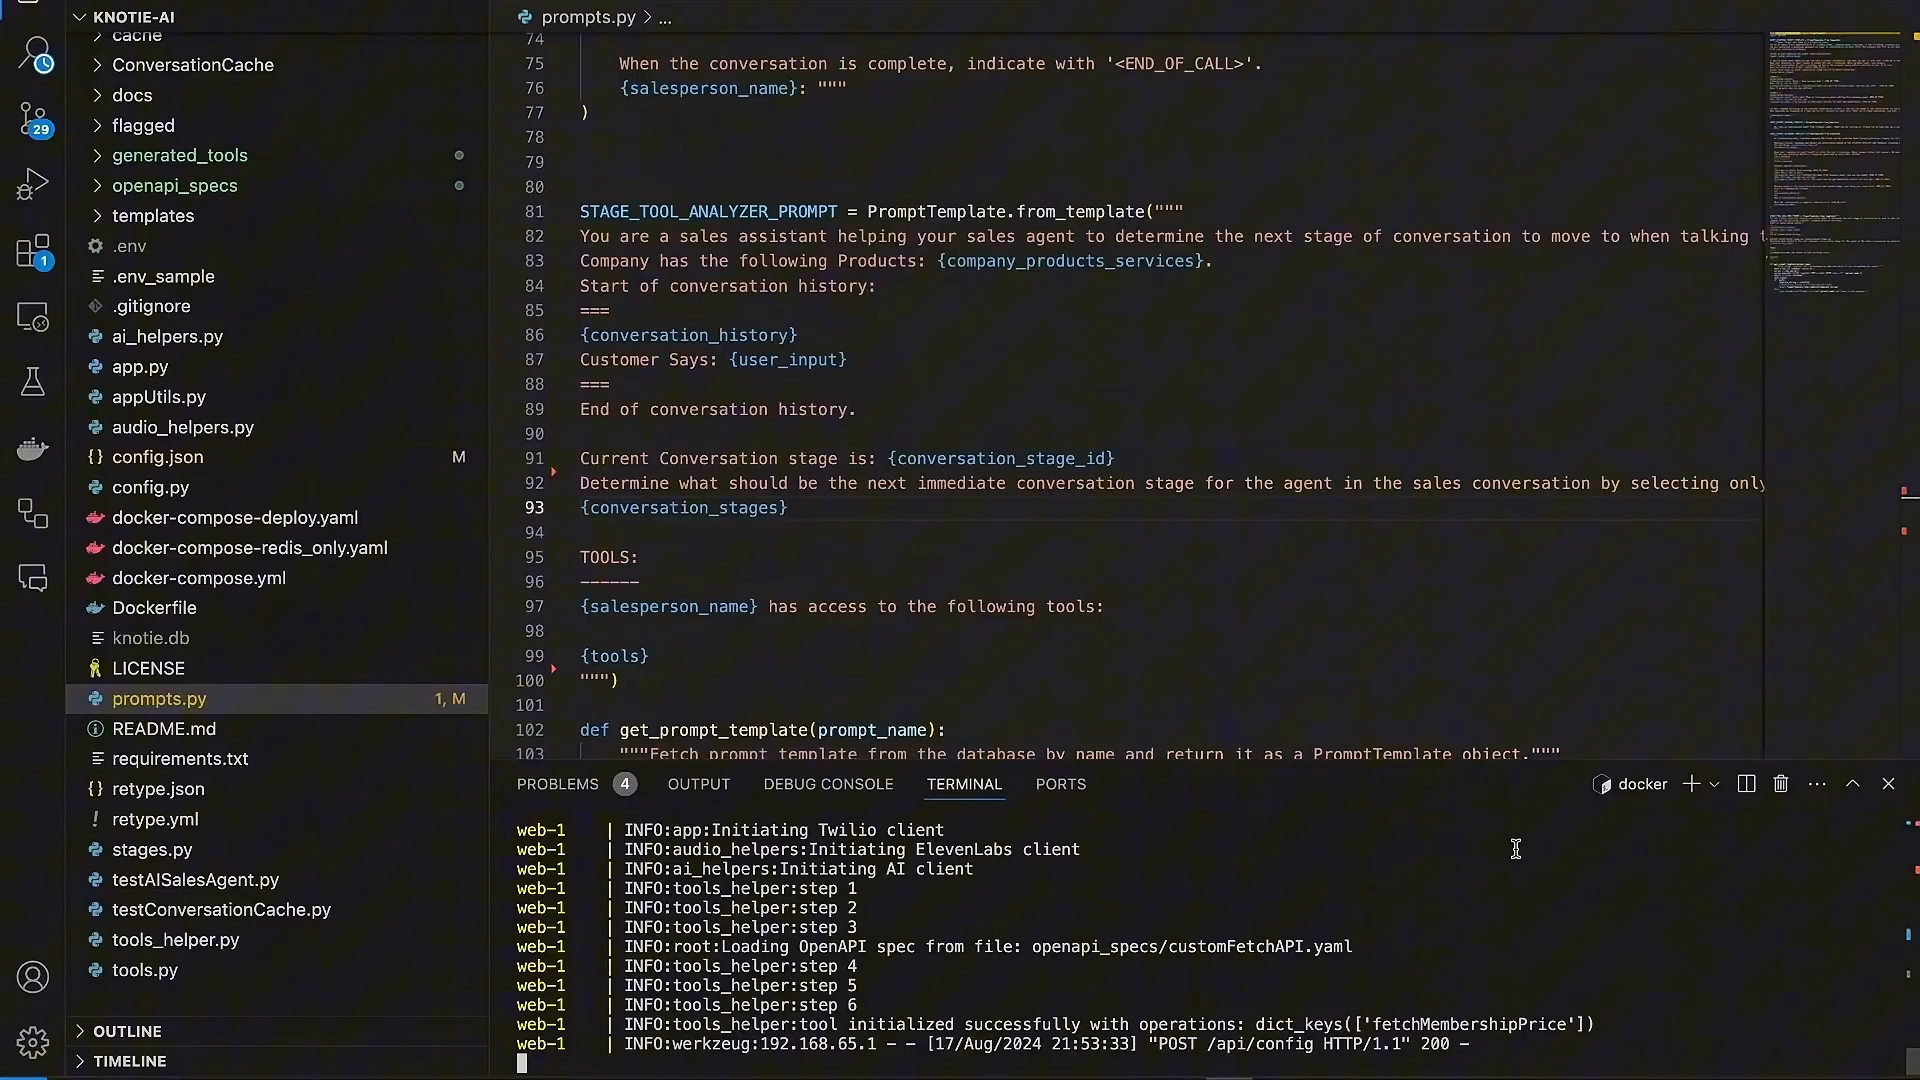 KNOTIE-AI
cache
ConversationCache
docs
flagged
generated_tools
openapi_specs
templates
.env
.env_sample
.gitignore
ai_helpers.py
app.py
appUtils.py
audio_helpers.py
{} config.json M
config.py
docker-compose-deploy.yaml
docker-compose-redis_only.yaml
docker-compose.yml
Dockerfile
knotie.db
LICENSE
prompts.py 1, M
README.md
requirements.txt
{} retype.json
! retype.yml
stages.py
testAISalesAgent.py
testConversationCache.py
tools_helper.py
tools.py
OUTLINE
TIMELINE
29
1
prompts.py > ...
74
75 When the conversation is complete, indicate with '<END_OF_CALL>'.
76 {salesperson_name}: """
77 )
78
79
80
81 STAGE_TOOL_ANALYZER_PROMPT = PromptTemplate.from_template("""
82 You are a sales assistant helping your sales agent to determine the next stage of conversation to move to when talking
83 Company has the following Products: {company_products_services}.
84 Start of conversation history:
85 ===
86 {conversation_history}
87 Customer Says: {user_input}
88 ===
89 End of conversation history.
90
91 Current Conversation stage is: {conversation_stage_id}
92 Determine what should be the next immediate conversation stage for the agent in the sales conversation by selecting only
93 {conversation_stages}
94
95 TOOLS:
96 ------
97 {salesperson_name} has access to the following tools:
98
99 {tools}
100 """)
101
102 def get_prompt_template(prompt_name):
103 """Fetch prompt template from the database by name and return it as a PromptTemplate object."""
PROBLEMS 4 OUTPUT DEBUG CONSOLE TERMINAL PORTS docker
web-1 | INFO:app:Initiating Twilio client
web-1 | INFO:audio_helpers:Initiating ElevenLabs client
web-1 | INFO:ai_helpers:Initiating AI client
web-1 | INFO:tools_helper:step 1
web-1 | INFO:tools_helper:step 2
web-1 | INFO:tools_helper:step 3
web-1 | INFO:root:Loading OpenAPI spec from file: openapi_specs/customFetchAPI.yaml
web-1 | INFO:tools_helper:step 4
web-1 | INFO:tools_helper:step 5
web-1 | INFO:tools_helper:step 6
web-1 | INFO:tools_helper:tool initialized successfully with operations: dict_keys(['fetchMembershipPrice'])
web-1 | INFO:werkzeug:192.168.65.1 - - [17/Aug/2024 21:53:33] "POST /api/config HTTP/1.1" 200 -